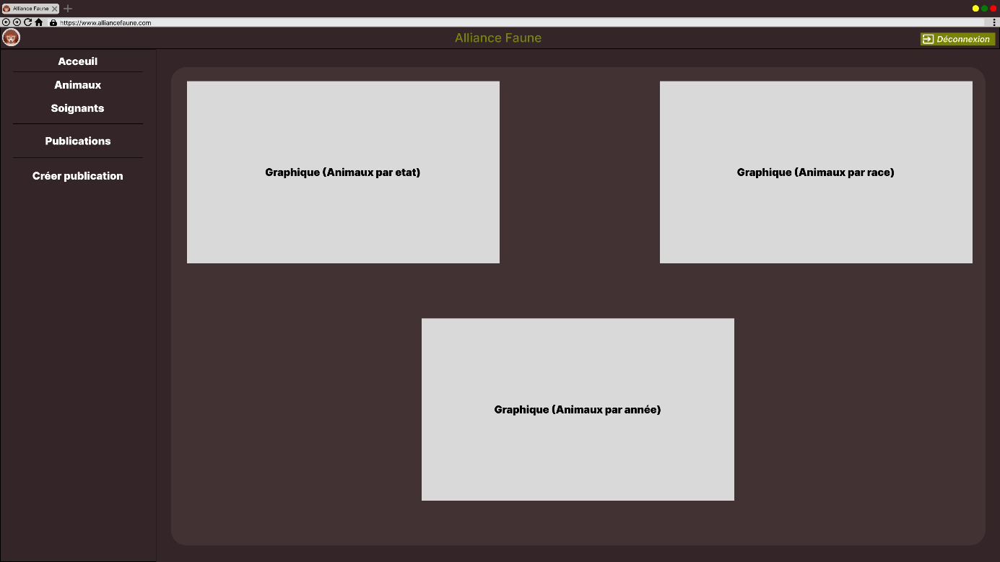 Alliance Faune
https://www.alliancefaune.com
Alliance Faune
Déconnexion
Acceuil
Animaux
Soignants
Publications
Créer publication
Graphique (Animaux par etat)
Graphique (Animaux par race)
Graphique (Animaux par année)